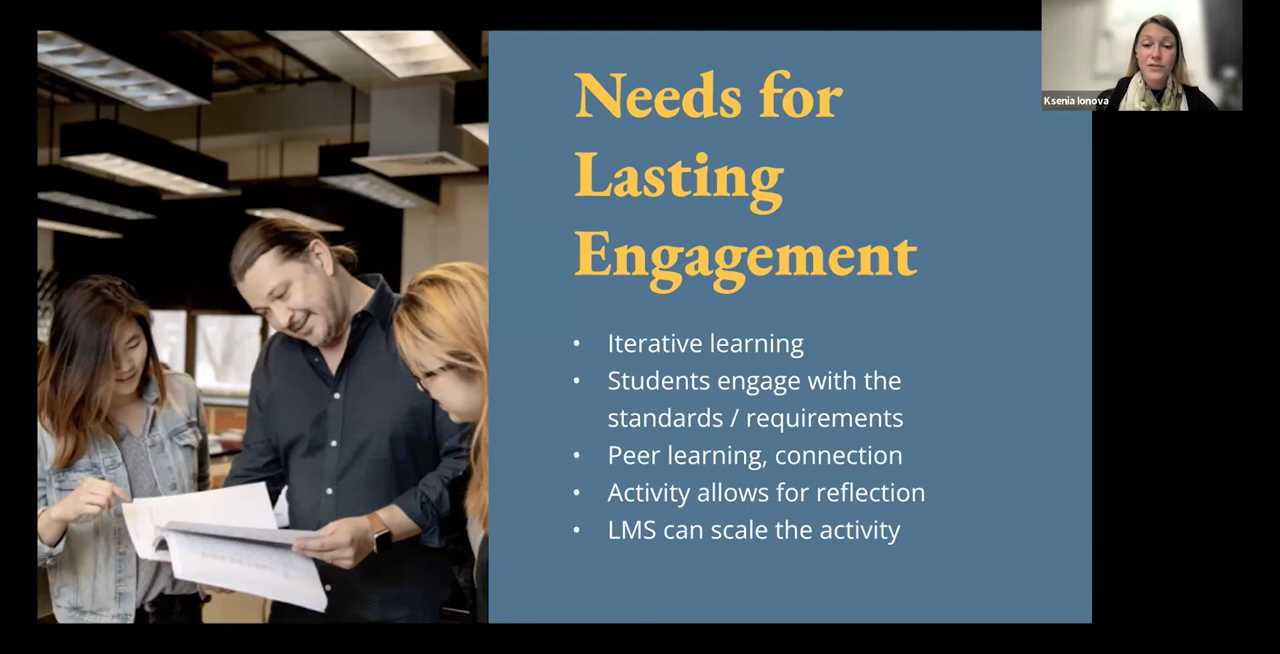 Needs for
Lasting
Engagement
• Iterative learning
• Students engage with the
standards / requirements
• Peer learning, connection
• Activity allows for reflection
• LMS can scale the activity
Ksenia Ionova